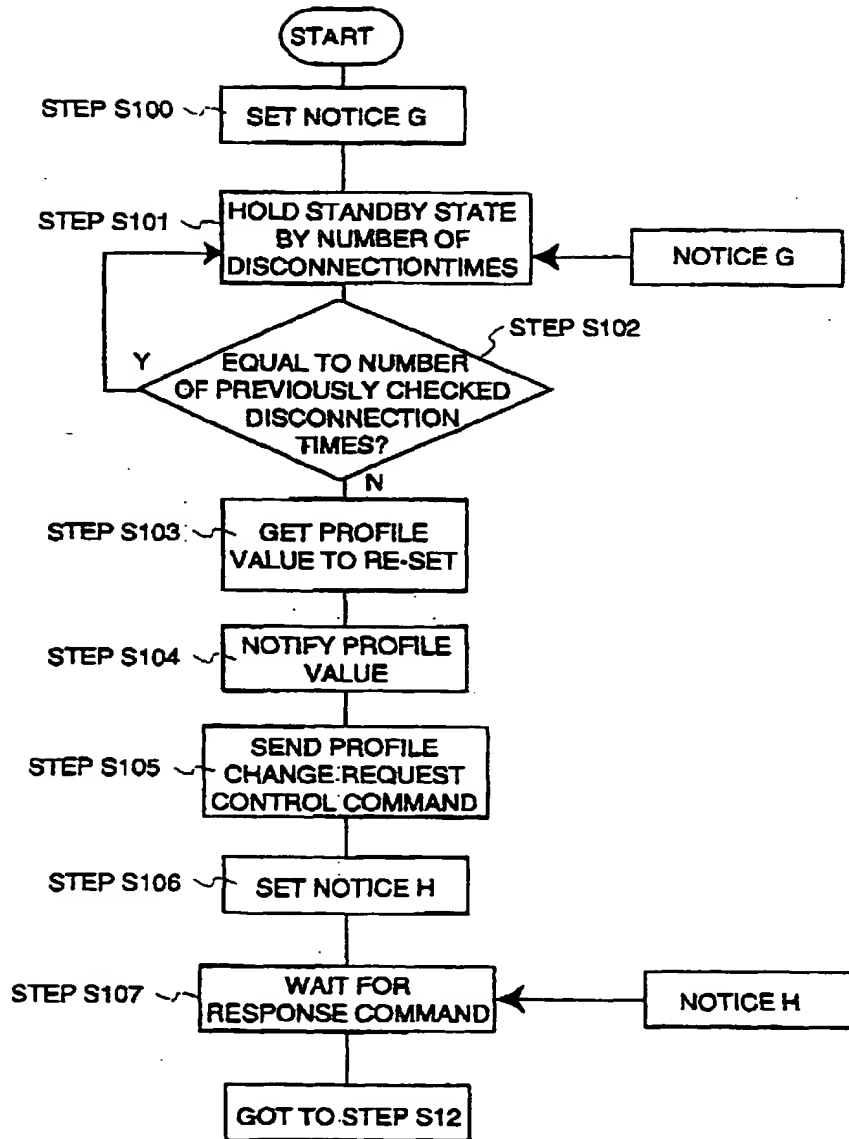 START
STEP S100
SET NOTICE G
STEP S101
HOLD STANDBY STATE
BY NUMBER OF
DISCONNECTIONTIMES
NOTICE G
STEP S102
Y
EQUAL TO NUMBER
OF PREVIOUSLY CHECKED
DISCONNECTION
TIMES?
N
STEP S103
GET PROFILE
VALUE TO RE-SET
STEP S104
NOTIFY PROFILE
VALUE
STEP S105
SEND PROFILE
CHANGE REQUEST
CONTROL COMMAND
STEP S106
SET NOTICE H
STEP S107
WAIT FOR
RESPONSE COMMAND
NOTICE H
GOT TO STEP S12